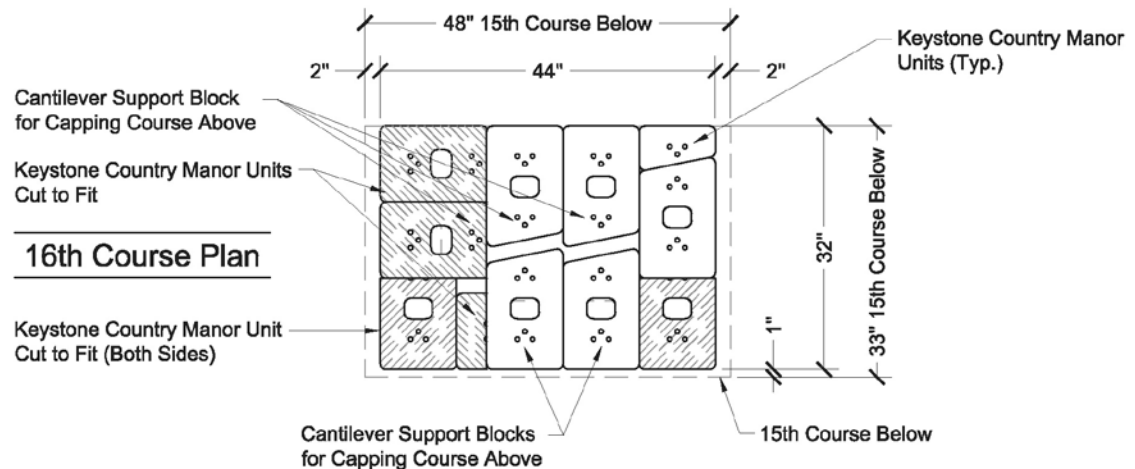 48" 15th Course Below
Keystone Country Manor
Units (Typ.)
2"
44"
2"
Cantilever Support Block
for Capping Course Above
Keystone Country Manor Units
Cut to Fit
16th Course Plan
32"
33" 15th Course Below
1"
Keystone Country Manor Unit
Cut to Fit (Both Sides)
Cantilever Support Blocks
for Capping Course Above
15th Course Below